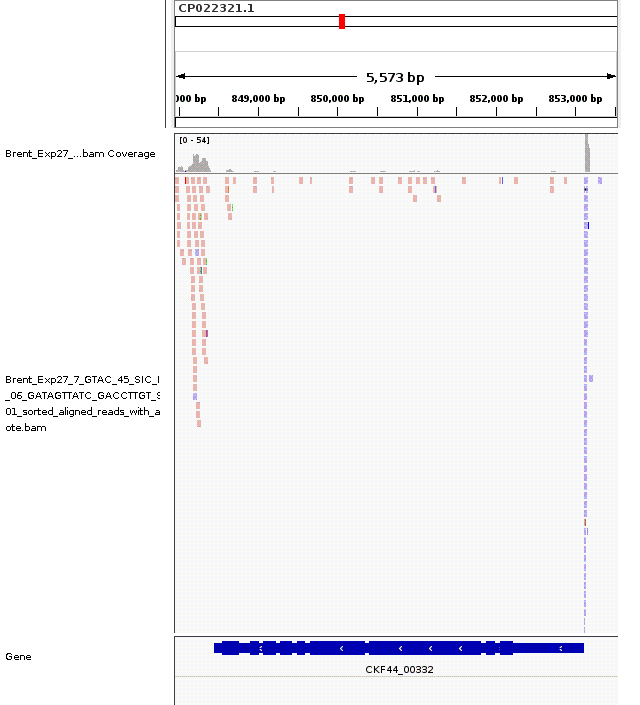 CP022321.1
5,573 bp
000 bp 849,000 bp 850,000 bp 851,000 bp 852,000 bp 853,000 bp
[0 - 54]
Brent_Exp27_...bam Coverage
Brent_Exp27_7_GTAC_45_SIC_I
_06_GATAGTTATC_GACCTTGT_S
01_sorted_aligned_reads_with_a
ote.bam
Gene
CKF44_00332